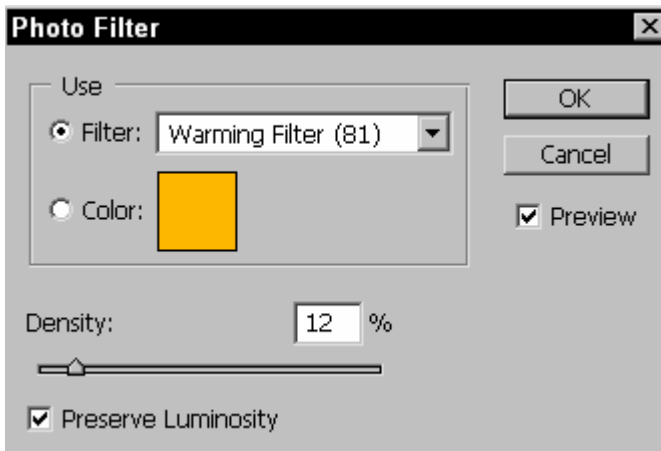 Photo Filter
Use
Filter: Warming Filter (81)
Color:
OK
Cancel
Preview
Density: 12 %
Preserve Luminosity